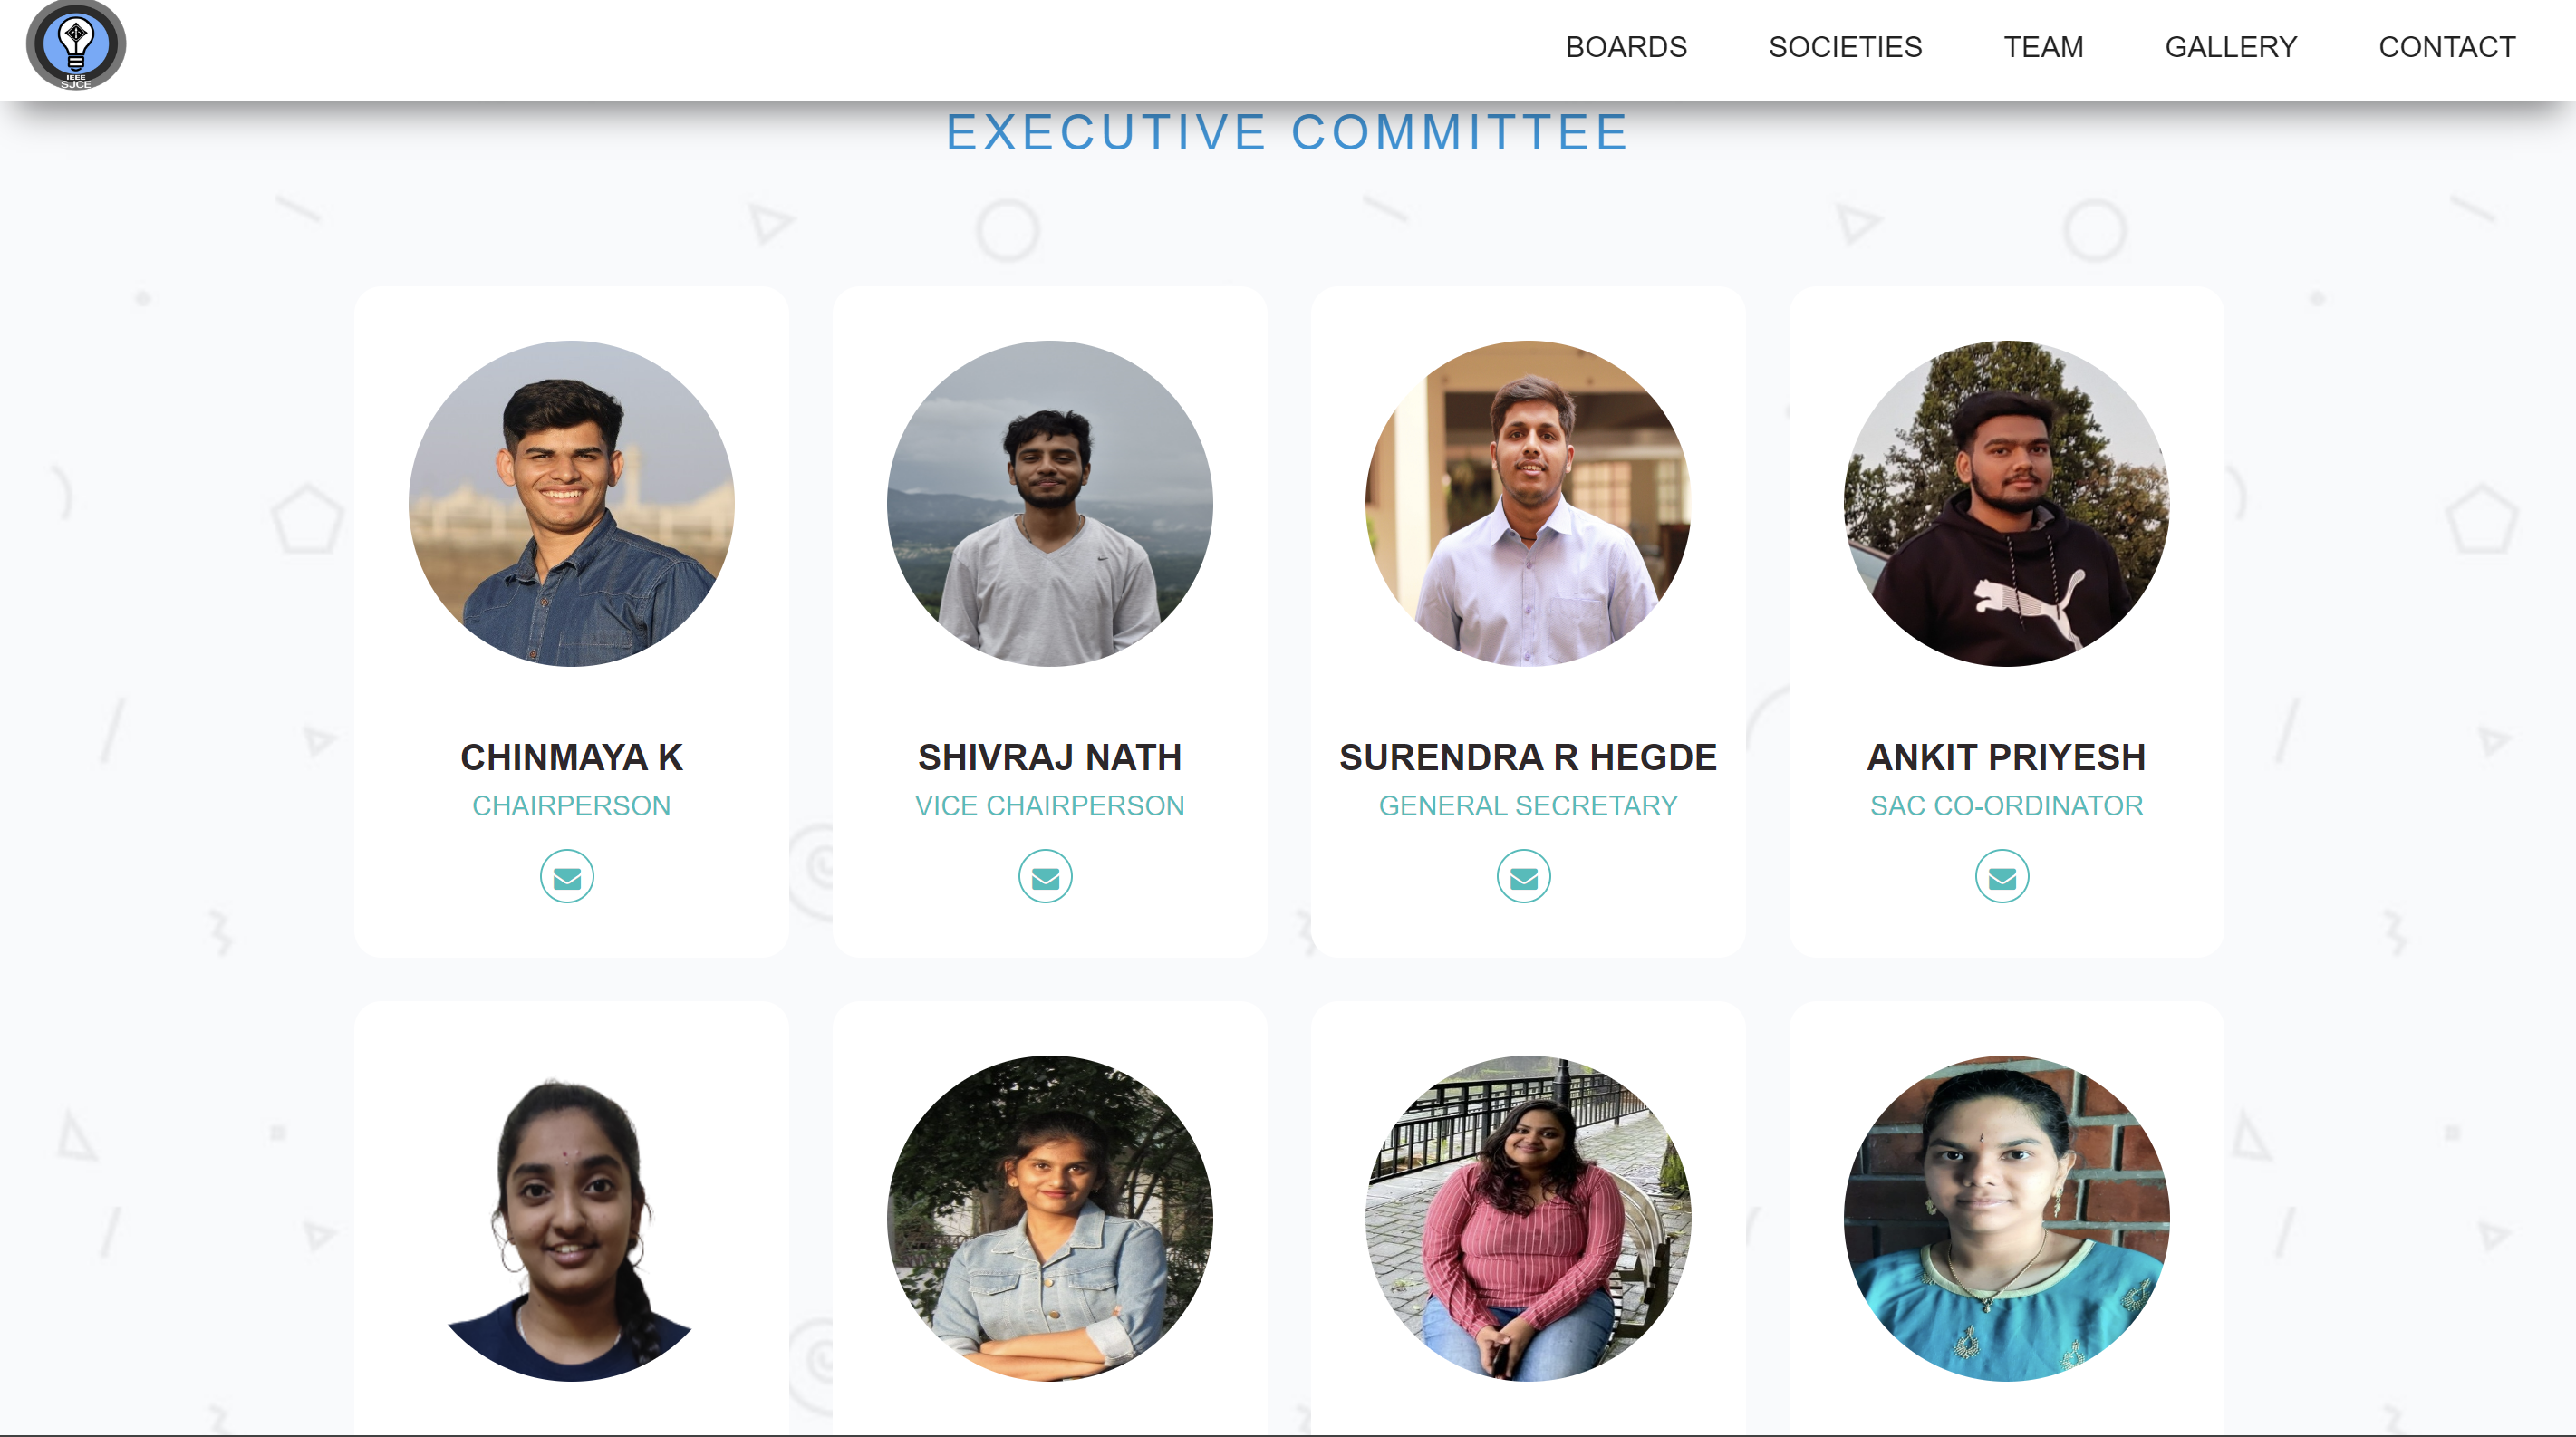 IEEE
SJCE
BOARDS SOCIETIES TEAM GALLERY CONTACT
EXECUTIVE COMMITTEE
CHINMAYA K
CHAIRPERSON
SHIVRAJ NATH
VICE CHAIRPERSON
SURENDRA R HEGDE
GENERAL SECRETARY
ANKIT PRIYESH
SAC CO-ORDINATOR